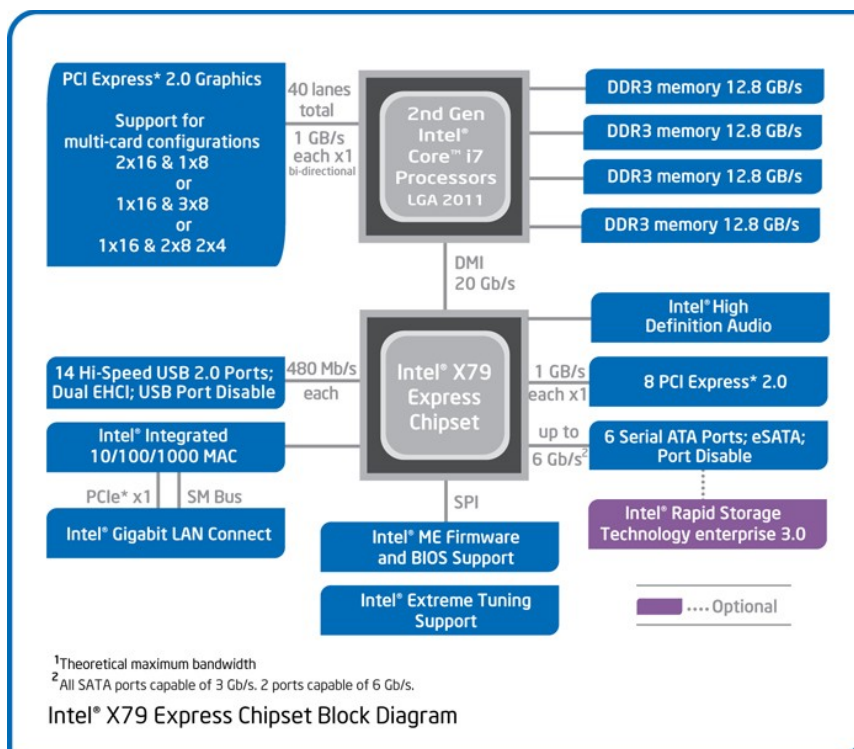 PCI Express* 2.0 Graphics
Support for
multi-card configurations
2x16 & 1x8
or
1x16 & 3x8
or
1x16 & 2x8 2x4
40 lanes
total
1 GB/s
each x1
bi-directional
2nd Gen
Intel®
Core™ i7
Processors
LGA 2011
DDR3 memory 12.8 GB/s
DDR3 memory 12.8 GB/s
DDR3 memory 12.8 GB/s
DDR3 memory 12.8 GB/s
DMI
20 Gb/s
Intel® High
Definition Audio
14 Hi-Speed USB 2.0 Ports;
Dual EHCI; USB Port Disable
480 Mb/s
each
Intel® X79
Express
Chipset
1 GB/s
each x1
8 PCI Express* 2.0
Intel® Integrated
10/100/1000 MAC
up to
6 Gb/s²
6 Serial ATA Ports; eSATA;
Port Disable
PCIe* x1
SM Bus
SPI
Intel® Gigabit LAN Connect
Intel® ME Firmware
and BIOS Support
Intel® Rapid Storage
Technology enterprise 3.0
Intel® Extreme Tuning
Support
Optional
¹Theoretical maximum bandwidth
²All SATA ports capable of 3 Gb/s. 2 ports capable of 6 Gb/s.
Intel® X79 Express Chipset Block Diagram